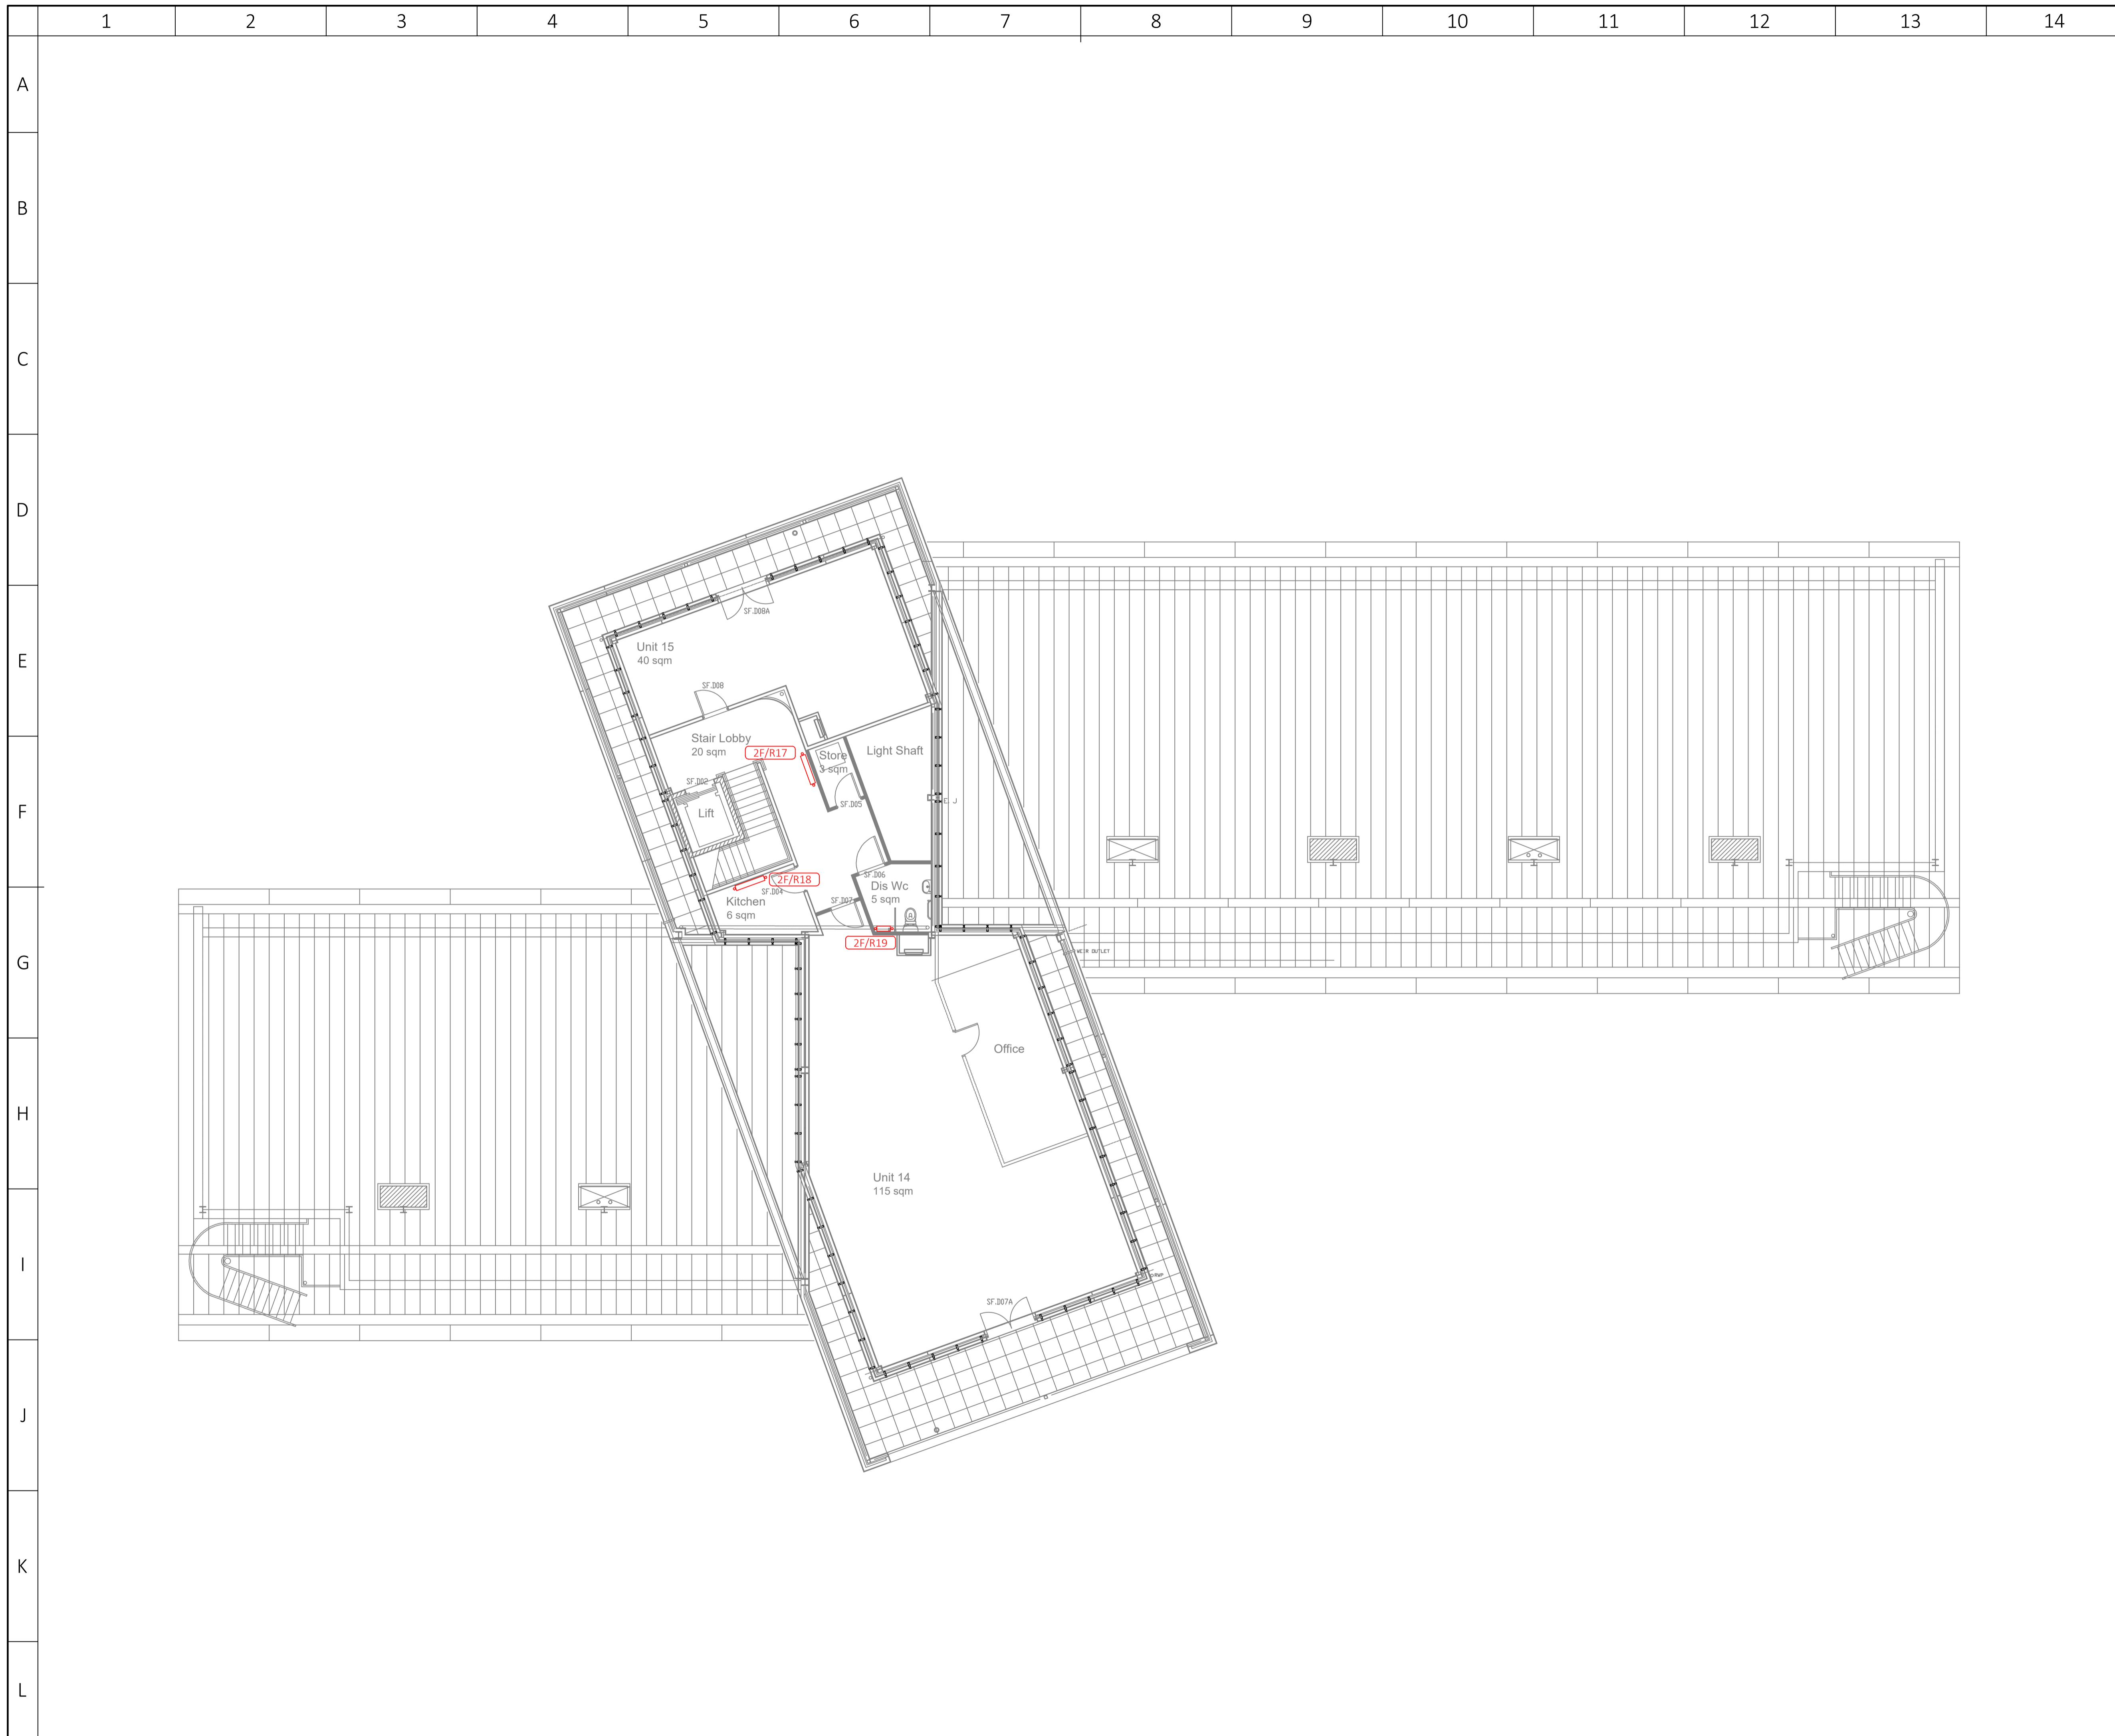 1 2 3 4 5 6 7 8 9 10 11 12 13 14
A
B
C
D
E
SF.D08A
Unit 15
40 sqm
SF.D08
F
Stair Lobby
20 sqm
2F/R17
Store
3 sqm
Light Shaft
SF.D02
Lift
SF.D05
E. J
SF.D06
2F/R18
SF.D04
Kitchen
6 sqm
SF.D07
Dis Wc
5 sqm
2F/R19
G
WEIR OUTLET
Office
H
Unit 14
115 sqm
I
SF.D07A
J
K
L